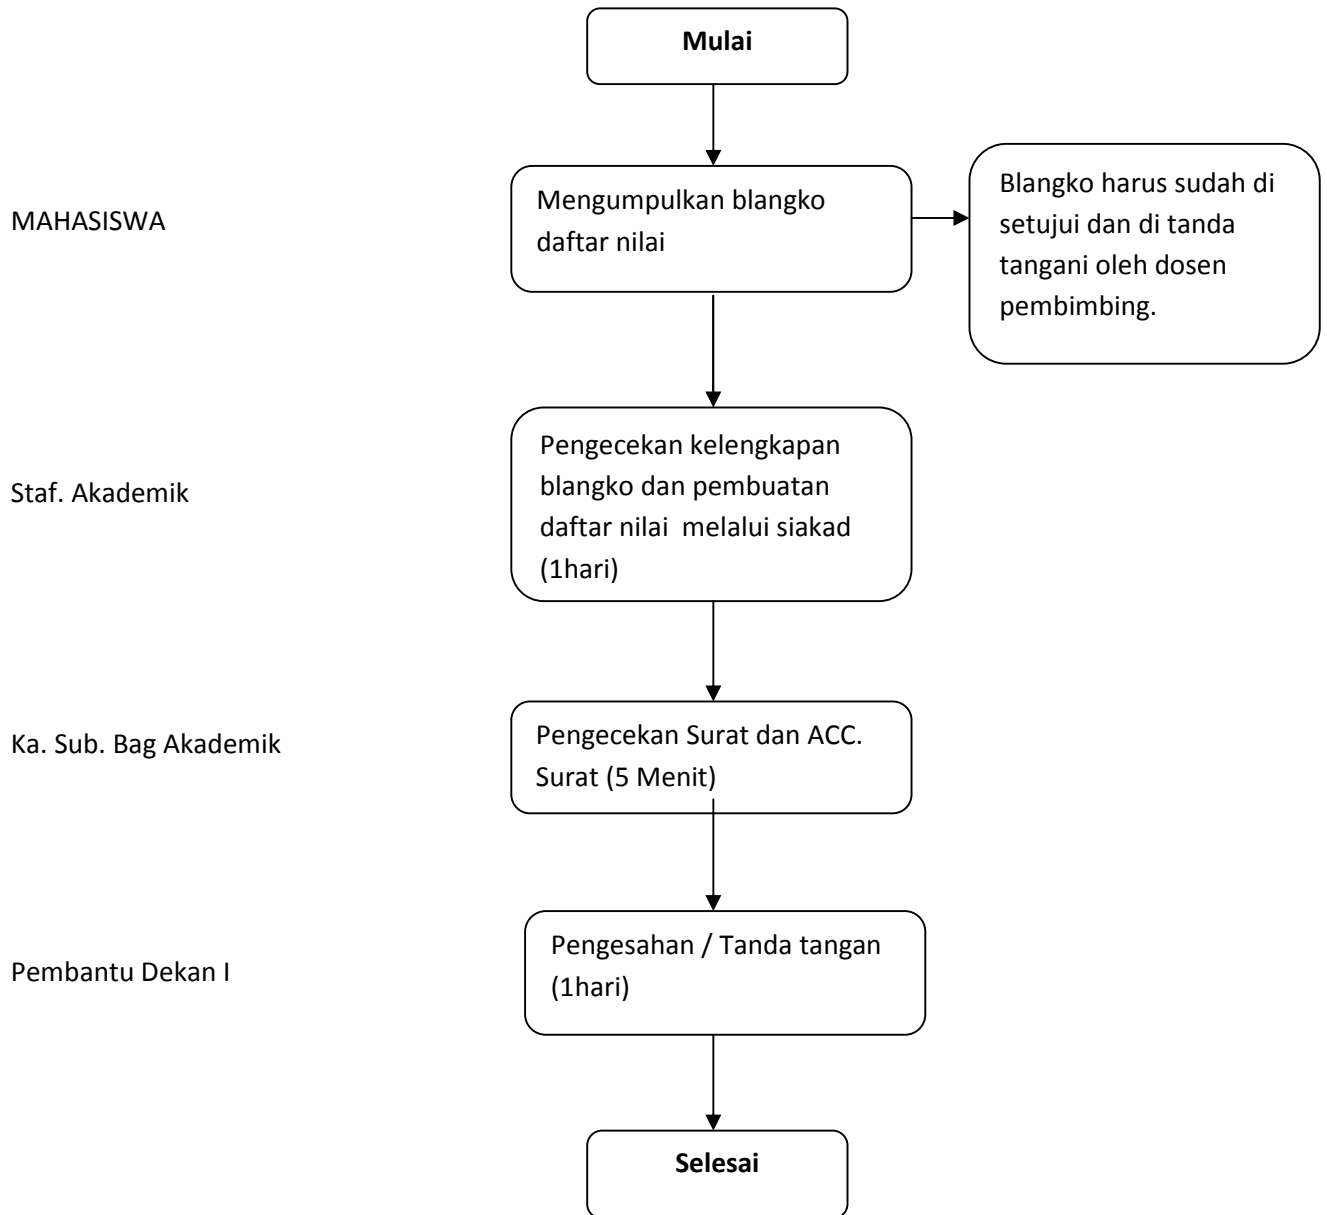 Mulai
MAHASISWA
Mengumpulkan blangko
daftar nilai
Blangko harus sudah di
setujui dan di tanda
tangani oleh dosen
pembimbing.
Staf. Akademik
Pengecekan kelengkapan
blangko dan pembuatan
daftar nilai  melalui siakad
(1hari)
Ka. Sub. Bag Akademik
Pengecekan Surat dan ACC.
Surat (5 Menit)
Pembantu Dekan I
Pengesahan / Tanda tangan
(1hari)
Selesai